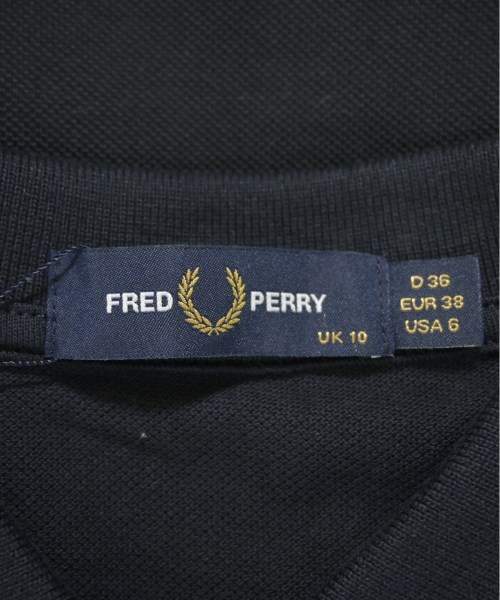 FRED PERRY
UK 10
D 36
EUR 38
USA 6